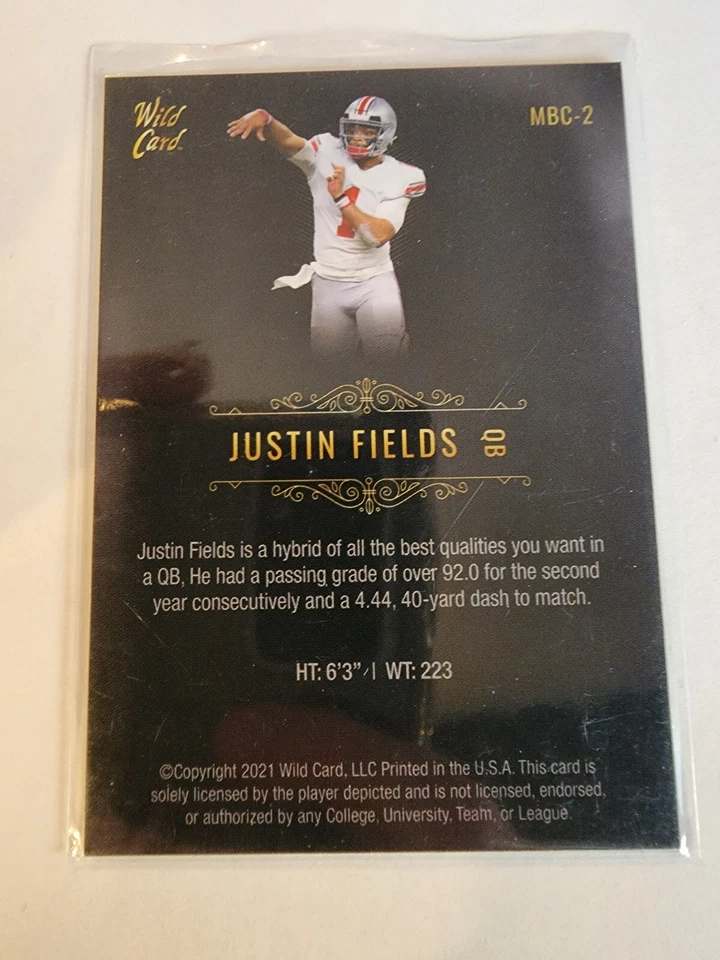 Wild
Card
MBC-2
1
JUSTIN FIELDS QB
Justin Fields is a hybrid of all the best qualities you want in
a QB, He had a passing grade of over 92.0 for the second
year consecutively and a 4.44, 40-yard dash to match.
HT: 6'3" | WT: 223
©Copyright 2021 Wild Card, LLC Printed in the U.S.A. This card is
solely licensed by the player depicted and is not licensed, endorsed,
or authorized by any College, University, Team, or League.